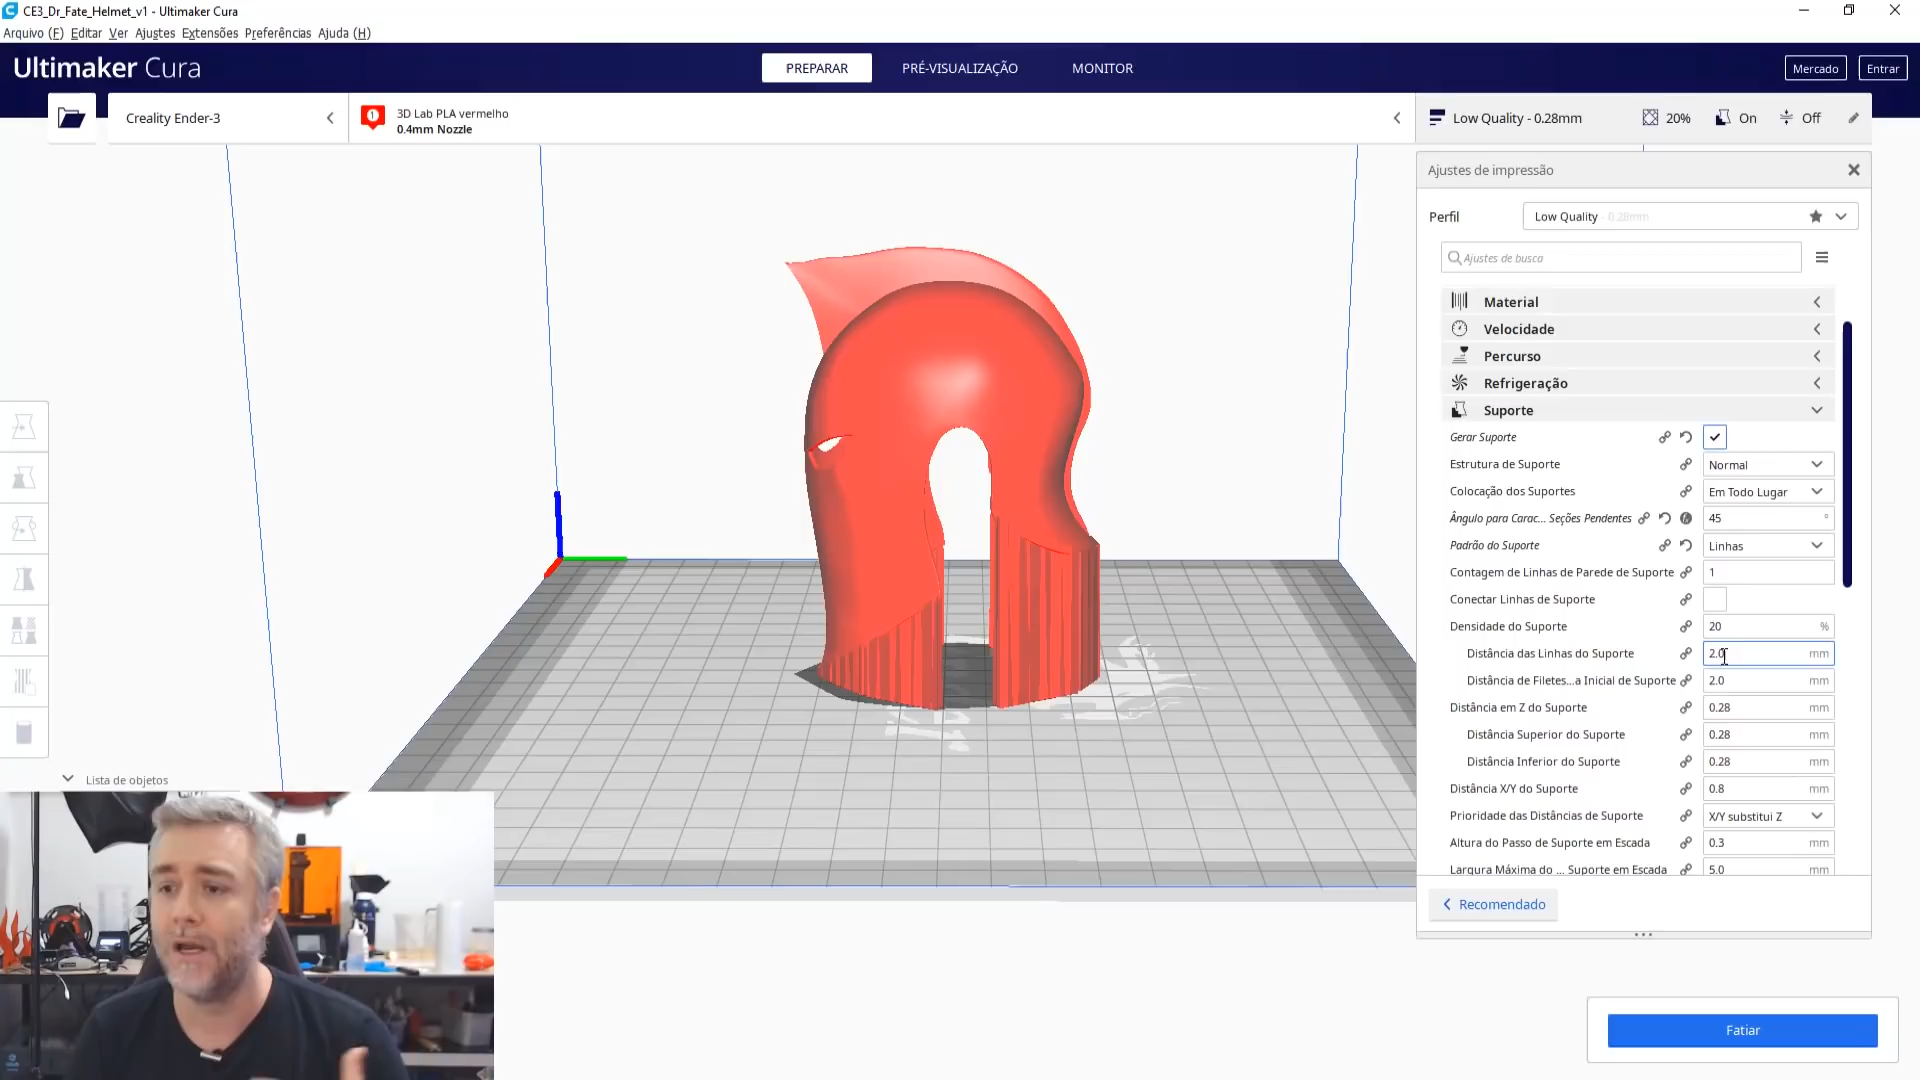 CE3_Dr_Fate_Helmet_v1 - Ultimaker Cura
Arquivo (F) Editar Ver Ajustes Extensões Preferências Ajuda (H)
Ultimaker Cura
PREPARAR
PRÉ-VISUALIZAÇÃO
MONITOR
Mercado
Entrar
Creality Ender-3
1
3D Lab PLA vermelho
0.4mm Nozzle
Low Quality - 0.28mm
20%
On
Off
Ajustes de impressão
Perfil
Low Quality - 0.28mm
Ajustes de busca
Material
Velocidade
Percurso
Refrigeração
Suporte
Gerar Suporte
Estrutura de Suporte Normal
Colocação dos Suportes Em Todo Lugar
Ângulo para Carac... Seções Pendentes 45 °
Padrão do Suporte Linhas
Contagem de Linhas de Parede de Suporte 1
Conectar Linhas de Suporte
Densidade do Suporte 20 %
Distância das Linhas do Suporte 2.0 mm
Distância de Filetes...a Inicial de Suporte 2.0 mm
Distância em Z do Suporte 0.28 mm
Distância Superior do Suporte 0.28 mm
Distância Inferior do Suporte 0.28 mm
Distância X/Y do Suporte 0.8 mm
Prioridade das Distâncias de Suporte X/Y substitui Z
Altura do Passo de Suporte em Escada 0.3 mm
Largura Máxima do ... Suporte em Escada 5.0 mm
Recomendado
Lista de objetos
Fatiar